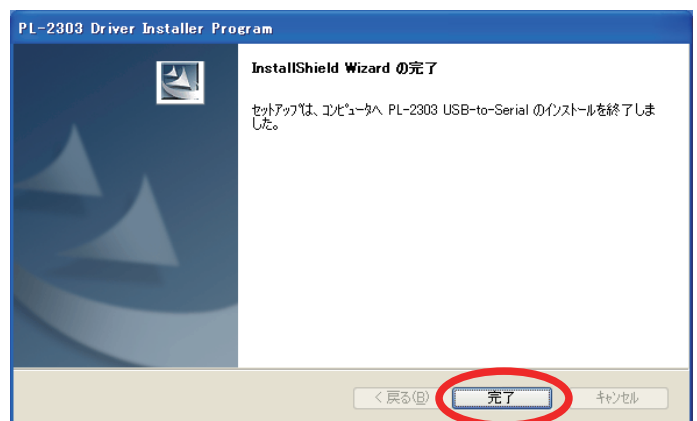 PL-2303 Driver Installer Program
InstallShield Wizard の完了
セットアップは、コンピュータへ PL-2303 USB-to-Serial のインストールを終了しま
した。
< 戻る(B)
完了
キャンセル